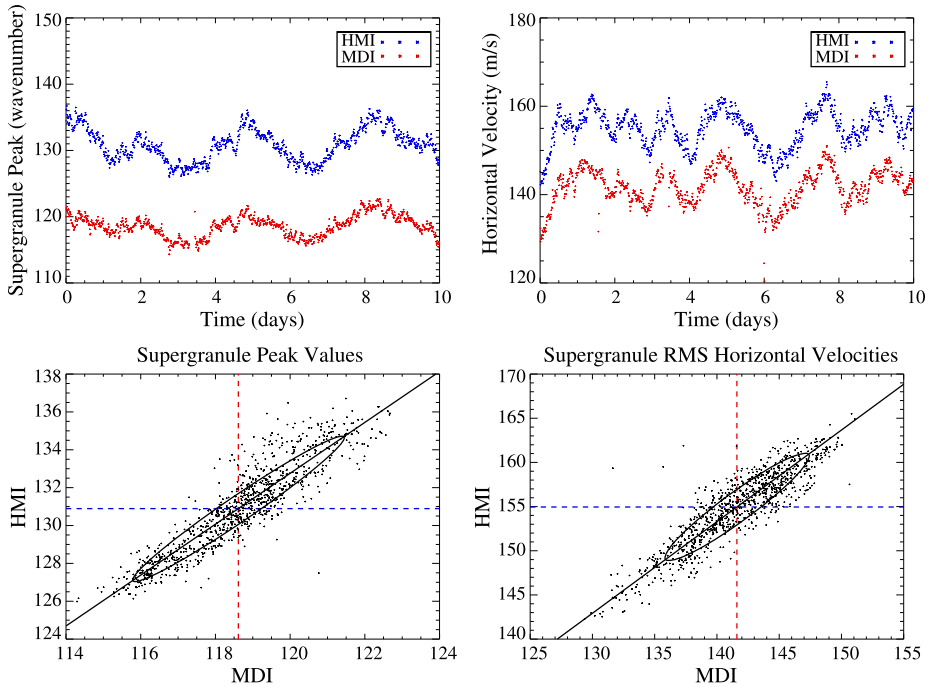 Supergranule Peak (wavenumber)
150
140
130
120
110
HMI
MDI
0 2 4 6 8 10
Time (days)
Horizontal Velocity (m/s)
180
160
140
120
HMI
MDI
0 2 4 6 8 10
Time (days)
Supergranule Peak Values
HMI
138
136
134
132
130
128
126
124
114 116 118 120 122 124
MDI
Supergranule RMS Horizontal Velocities
HMI
170
165
160
155
150
145
140
125 130 135 140 145 150 155
MDI